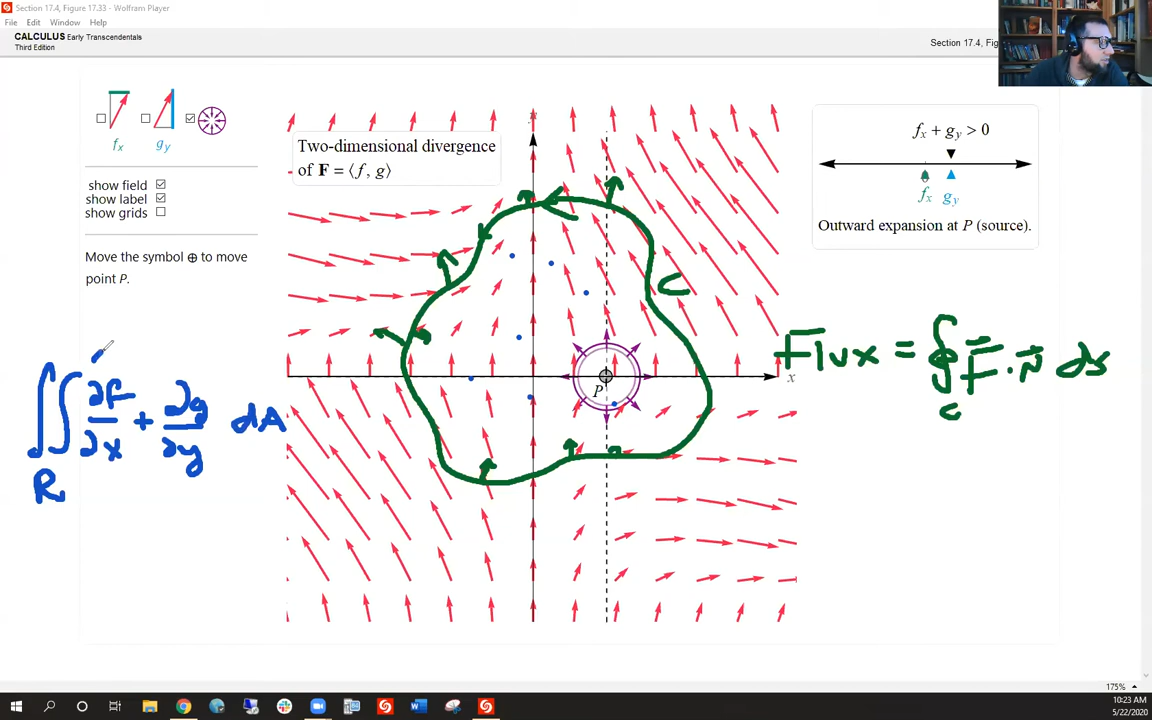 Section 17.4, Figure 17.33 - Wolfram Player
File Edit Window Help
CALCULUS Early Transcendentals
Third Edition
Section 17.4, Fig
f_x g_y
show field
show label
show grids
Move the symbol ⊕ to move
point P.
Two-dimensional divergence
of F = ⟨f, g⟩
f_x + g_y > 0
f_x g_y
Outward expansion at P (source).
C
Flux = ∮_C F⃗ · N⃗ ds
∬_R ∂f/∂x + ∂g/∂y dA
P
x
175%
10:23 AM
5/22/2020